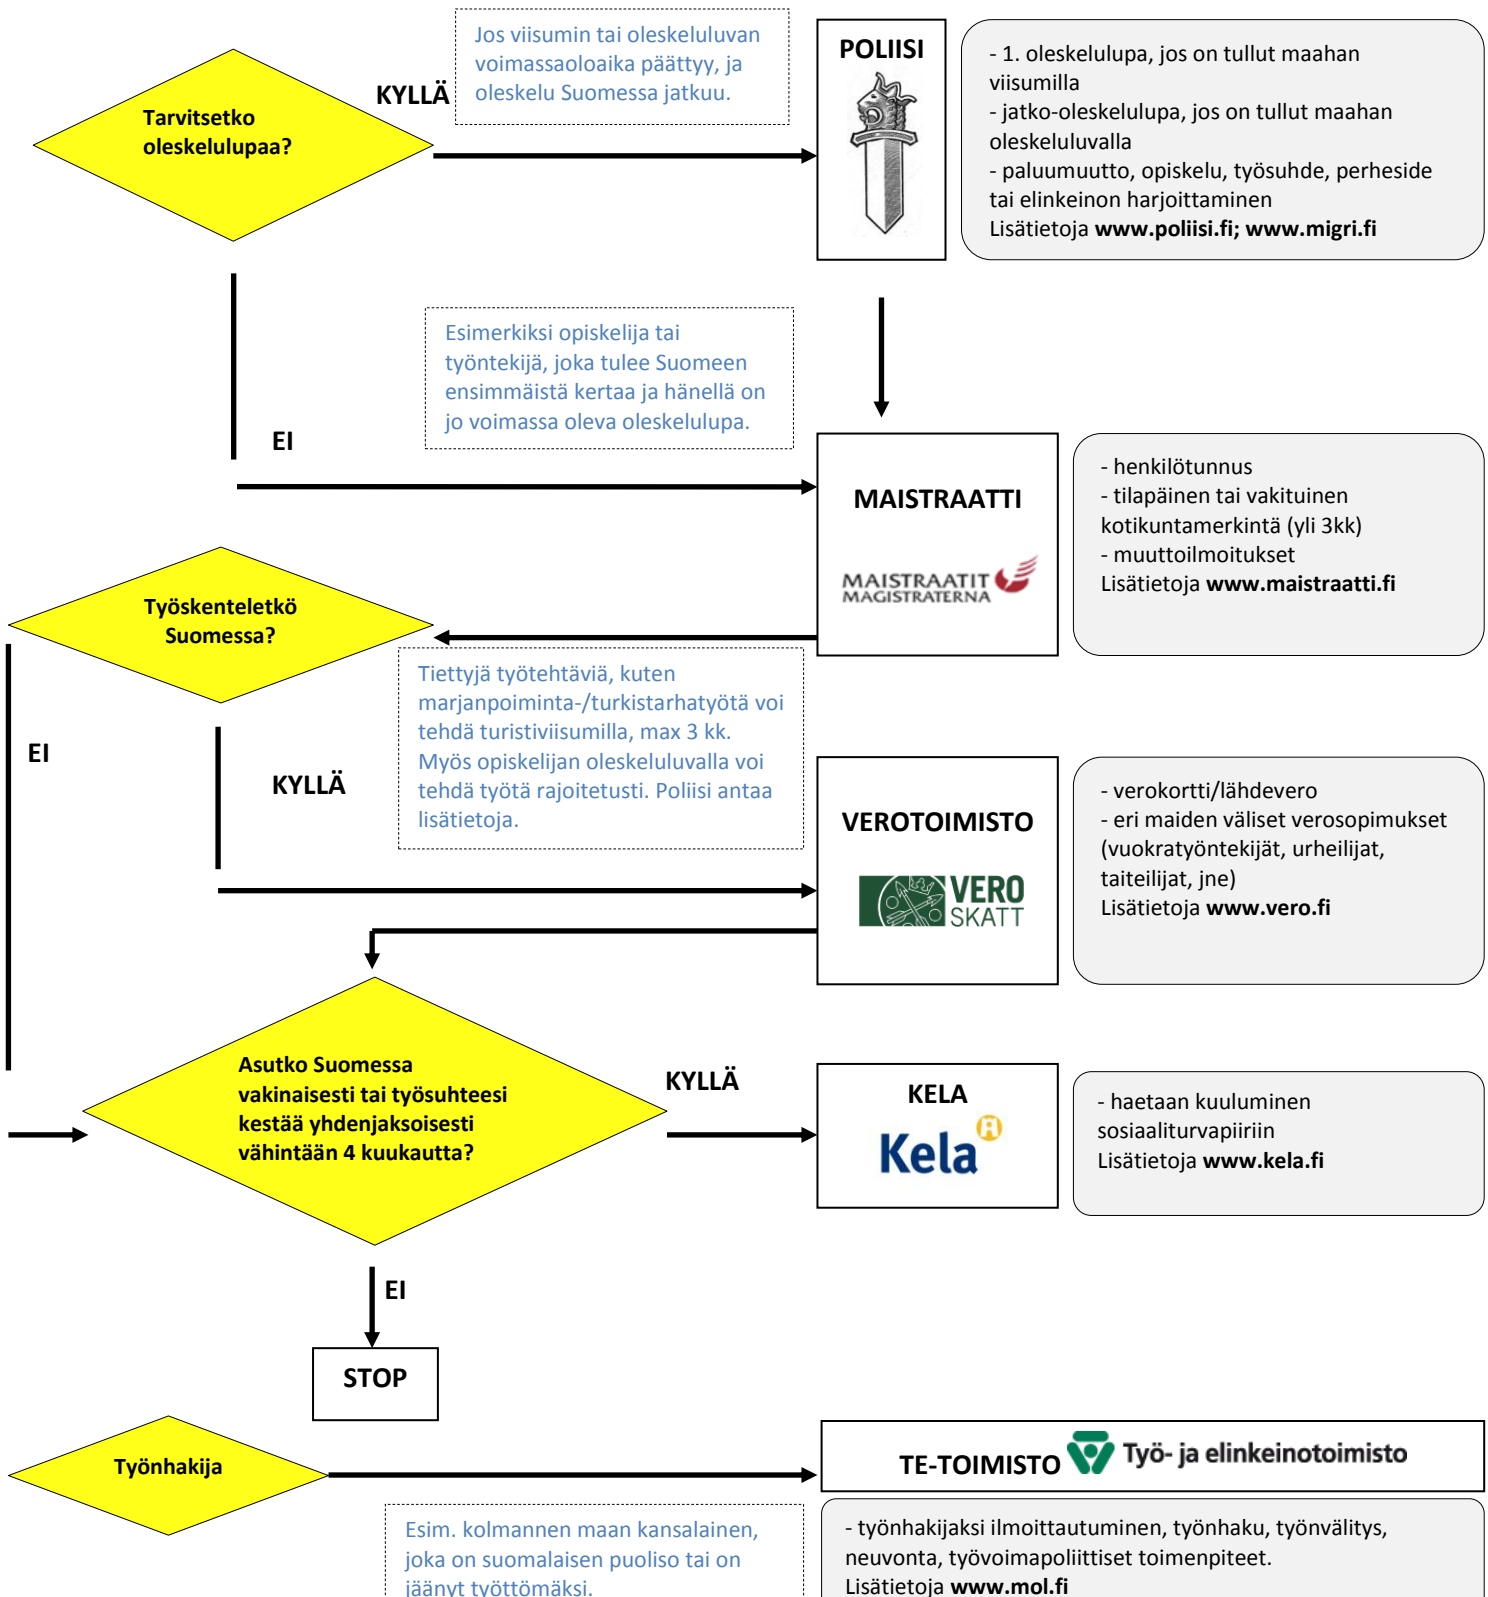 Jos viisumin tai oleskeluluvan
voimassaoloaika päättyy, ja
oleskelu Suomessa jatkuu.
KYLLÄ
Tarvitsetko
oleskelulupaa?
POLIISI
- 1. oleskelulupa, jos on tullut maahan
viisumilla
- jatko-oleskelulupa, jos on tullut maahan
oleskeluluvalla
- paluumuutto, opiskelu, työsuhde, perheside
tai elinkeinon harjoittaminen
Lisätietoja www.poliisi.fi; www.migri.fi
Esimerkiksi opiskelija tai
työntekijä, joka tulee Suomeen
ensimmäistä kertaa ja hänellä on
jo voimassa oleva oleskelulupa.
EI
MAISTRAATTI
MAISTRAATIT
MAGISTRATERNA
- henkilötunnus
- tilapäinen tai vakituinen
kotikuntamerkintä (yli 3kk)
- muuttoilmoitukset
Lisätietoja www.maistraatti.fi
Työskenteletkö
Suomessa?
Tiettyjä työtehtäviä, kuten
marjanpoiminta-/turkistarhatyötä voi
tehdä turistiviisumilla, max 3 kk.
Myös opiskelijan oleskeluluvalla voi
tehdä työtä rajoitetusti. Poliisi antaa
lisätietoja.
EI
KYLLÄ
VEROTOIMISTO
VERO
SKATT
- verokortti/lähdevero
- eri maiden väliset verosopimukset
(vuokratyöntekijät, urheilijat,
taiteilijat, jne)
Lisätietoja www.vero.fi
Asutko Suomessa
vakinaisesti tai työsuhteesi
kestää yhdenjaksoisesti
vähintään 4 kuukautta?
KYLLÄ
KELA
Kela
- haetaan kuuluminen
sosiaaliturvapiiriin
Lisätietoja www.kela.fi
EI
STOP
Työnhakija
TE-TOIMISTO Työ- ja elinkeinotoimisto
Esim. kolmannen maan kansalainen,
joka on suomalaisen puoliso tai on
jäänyt työttömäksi.
- työnhakijaksi ilmoittautuminen, työnhaku, työnvälitys,
neuvonta, työvoimapoliittiset toimenpiteet.
Lisätietoja www.mol.fi